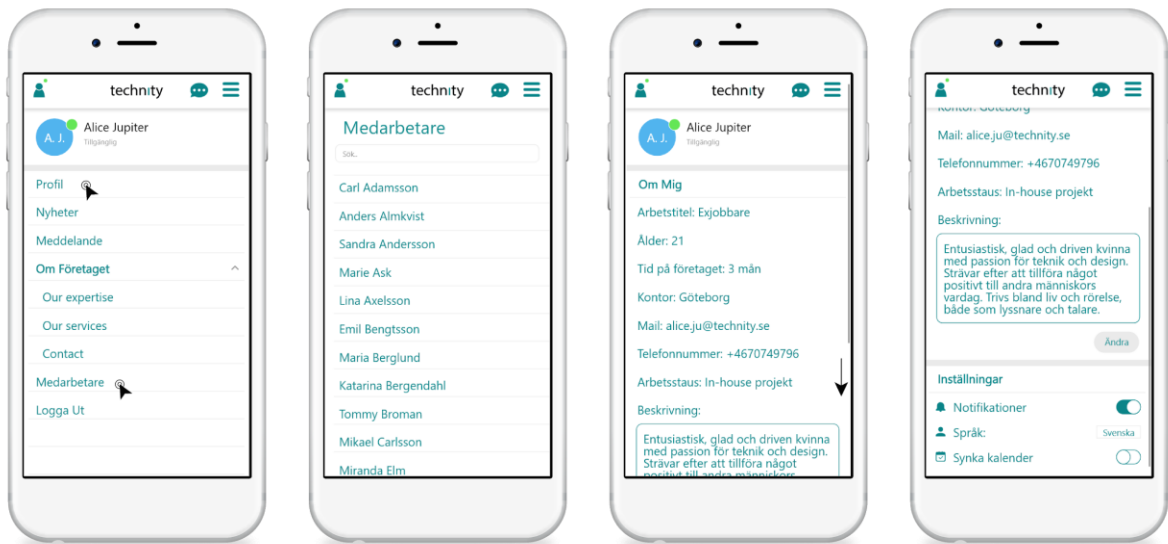 technity
A. J.
Alice Jupiter
Tillgänglig
Profil
Nyheter
Meddelande
Om Företaget
Our expertise
Our services
Contact
Medarbetare
Logga Ut
technity
Medarbetare
Sök..
Carl Adamsson
Anders Almkvist
Sandra Andersson
Marie Ask
Lina Axelsson
Emil Bengtsson
Maria Berglund
Katarina Bergendahl
Tommy Broman
Mikael Carlsson
Miranda Elm
technity
A. J.
Alice Jupiter
Tillgänglig
Om Mig
Arbetstitel: Exjobbare
Ålder: 21
Tid på företaget: 3 mån
Kontor: Göteborg
Mail: alice.ju@technity.se
Telefonnummer: +4670749796
Arbetsstaus: In-house projekt
Beskrivning:
Entusiastisk, glad och driven kvinna
med passion för teknik och design.
Strävar efter att tillföra något
positivt till andra människors
technity
Kontor: Göteborg
Mail: alice.ju@technity.se
Telefonnummer: +4670749796
Arbetsstaus: In-house projekt
Beskrivning:
Entusiastisk, glad och driven kvinna
med passion för teknik och design.
Strävar efter att tillföra något
positivt till andra människors
vardag. Trivs bland liv och rörelse,
både som lyssnare och talare.
Ändra
Inställningar
Notifikationer
Språk: Svenska
Synka kalender